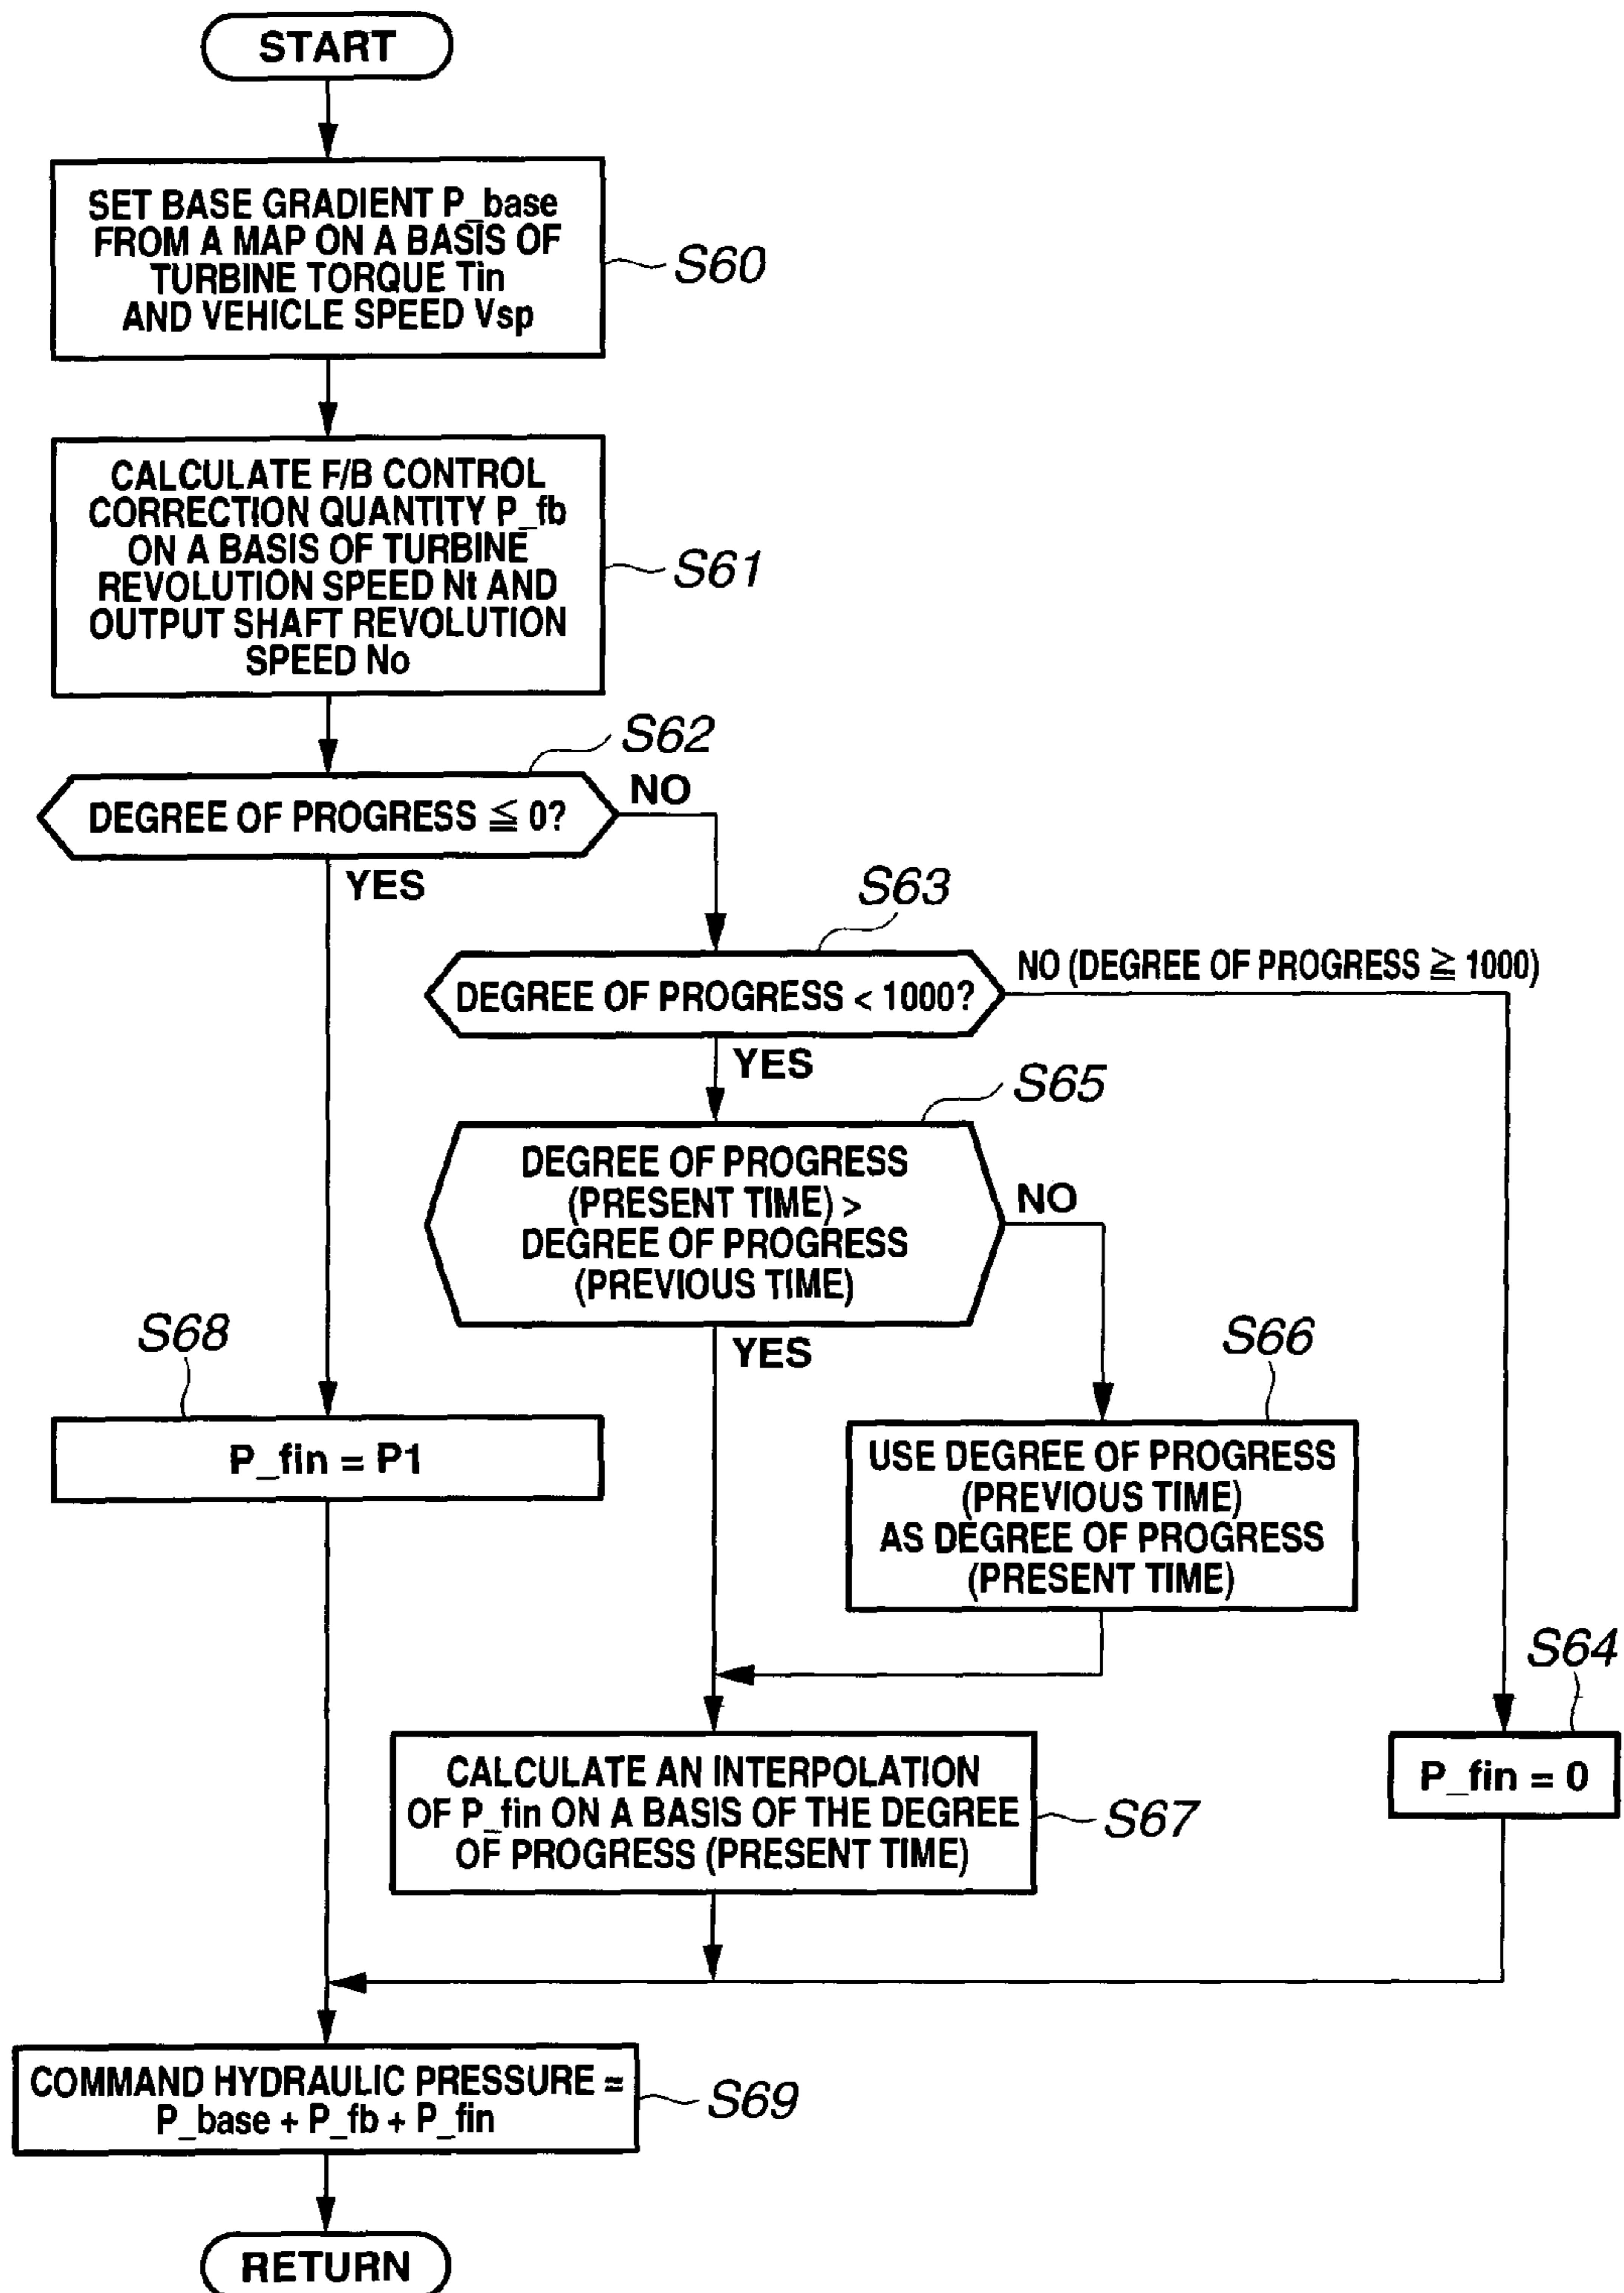 START
SET BASE GRADIENT P_base
FROM A MAP ON A BASIS OF
TURBINE TORQUE Tin
AND VEHICLE SPEED Vsp
S60
CALCULATE F/B CONTROL
CORRECTION QUANTITY P_fb
ON A BASIS OF TURBINE
REVOLUTION SPEED Nt AND
OUTPUT SHAFT REVOLUTION
SPEED No
S61
S62
DEGREE OF PROGRESS ≦ 0?
NO
YES
S63
DEGREE OF PROGRESS < 1000?
NO (DEGREE OF PROGRESS ≧ 1000)
YES
S65
DEGREE OF PROGRESS
(PRESENT TIME) >
DEGREE OF PROGRESS
(PREVIOUS TIME)
NO
YES
S68
P_fin = P1
S66
USE DEGREE OF PROGRESS
(PREVIOUS TIME)
AS DEGREE OF PROGRESS
(PRESENT TIME)
S64
P_fin = 0
CALCULATE AN INTERPOLATION
OF P_fin ON A BASIS OF THE DEGREE
OF PROGRESS (PRESENT TIME)
S67
COMMAND HYDRAULIC PRESSURE =
P_base + P_fb + P_fin
S69
RETURN